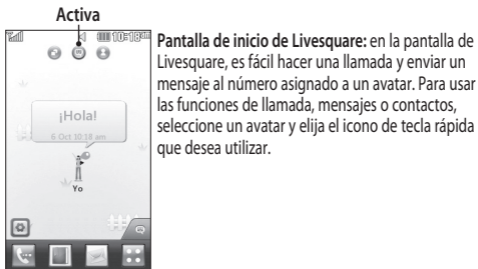 Activa
10:18am
Pantalla de inicio de Livesquare: en la pantalla de
Livesquare, es fácil hacer una llamada y enviar un
mensaje al número asignado a un avatar. Para usar
las funciones de llamada, mensajes o contactos,
seleccione un avatar y elija el icono de tecla rápida
que desea utilizar.
¡Hola!
6 Oct 10:18 am
Yo